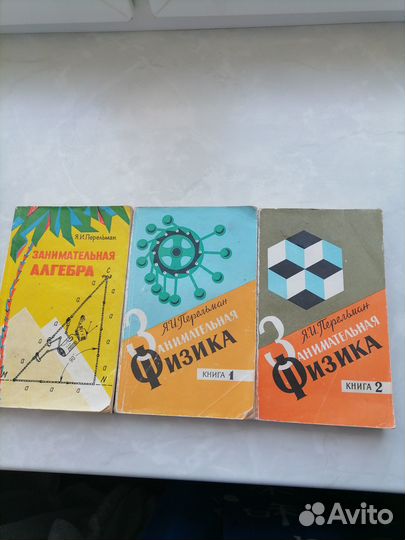 Я.И.Перельман
ЗАНИМАТЕЛЬНАЯ
АЛГЕБРА
Я.И.Перельман
ЗАНИМАТЕЛЬНАЯ
ФИЗИКА
КНИГА 1
Я.И.Перельман
ЗАНИМАТЕЛЬНАЯ
ФИЗИКА
КНИГА 2
Avito